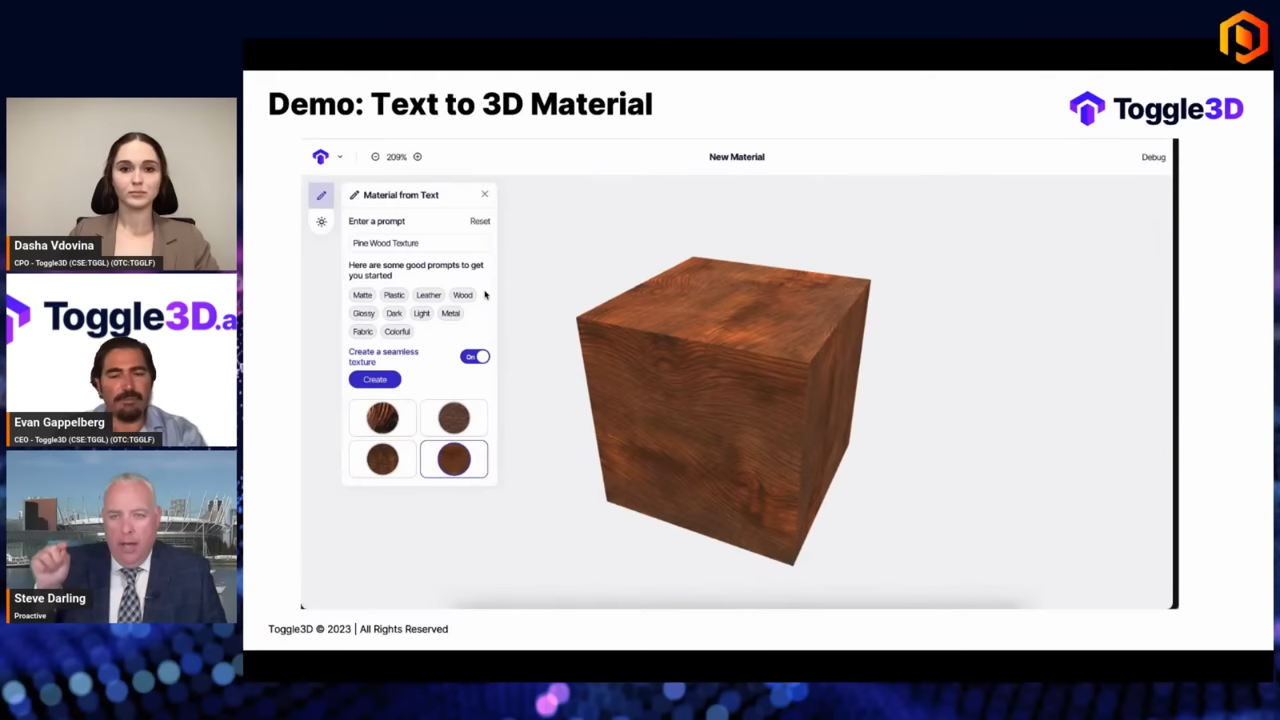 Demo: Text to 3D Material
Toggle3D
209%
New Material
Debug
Material from Text
Enter a prompt
Reset
Pine Wood Texture
Here are some good prompts to get
you started
Matte
Plastic
Leather
Wood
Glossy
Dark
Light
Metal
Fabric
Colorful
Create a seamless
texture
On
Create
Toggle3D © 2023 | All Rights Reserved
Dasha Vdovina
CPO - Toggle3D (CSE:TGGL) (OTC:TGGLF)
Toggle3D.a
Evan Gappelberg
CEO - Toggle3D (CSE:TGGL) (OTC:TGGLF)
Steve Darling
Proactive